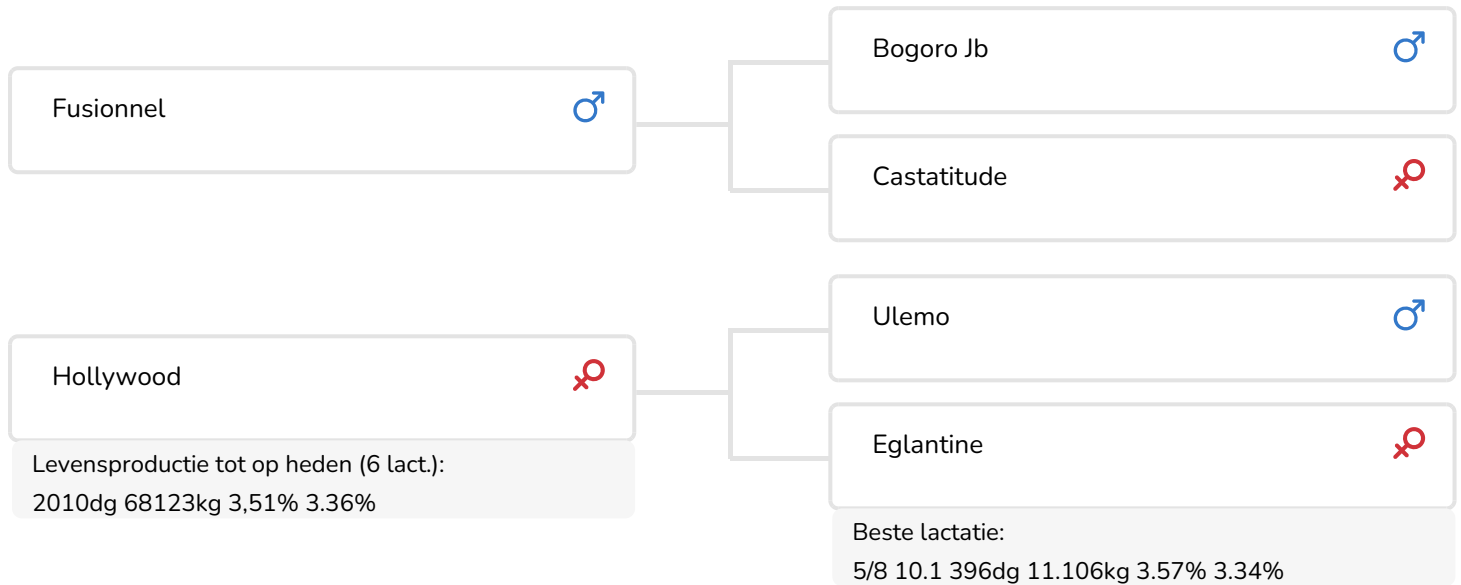 Fusionnel
Bogoro Jb
Castatitude
Hollywood
Levensproductie tot op heden (6 lact.):
2010dg 68123kg 3,51% 3.36%
Ulemo
Eglantine
Beste lactatie:
5/8 10.1 396dg 11.106kg 3.57% 3.34%